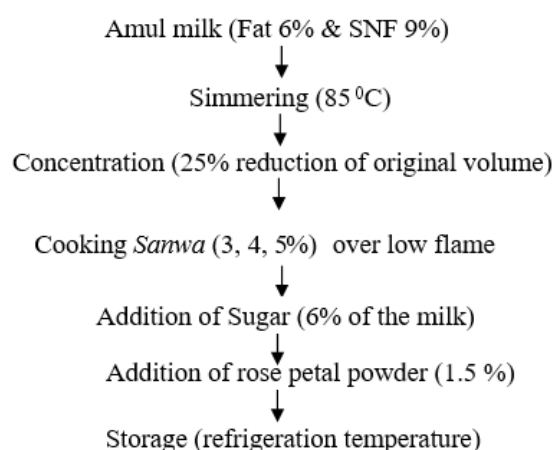 Amul milk (Fat 6% & SNF 9%)
Simmering (85 ⁰C)
Concentration (25% reduction of original volume)
Cooking Sanwa (3, 4, 5%) over low flame
Addition of Sugar (6% of the milk)
Addition of rose petal powder (1.5 %)
Storage (refrigeration temperature)